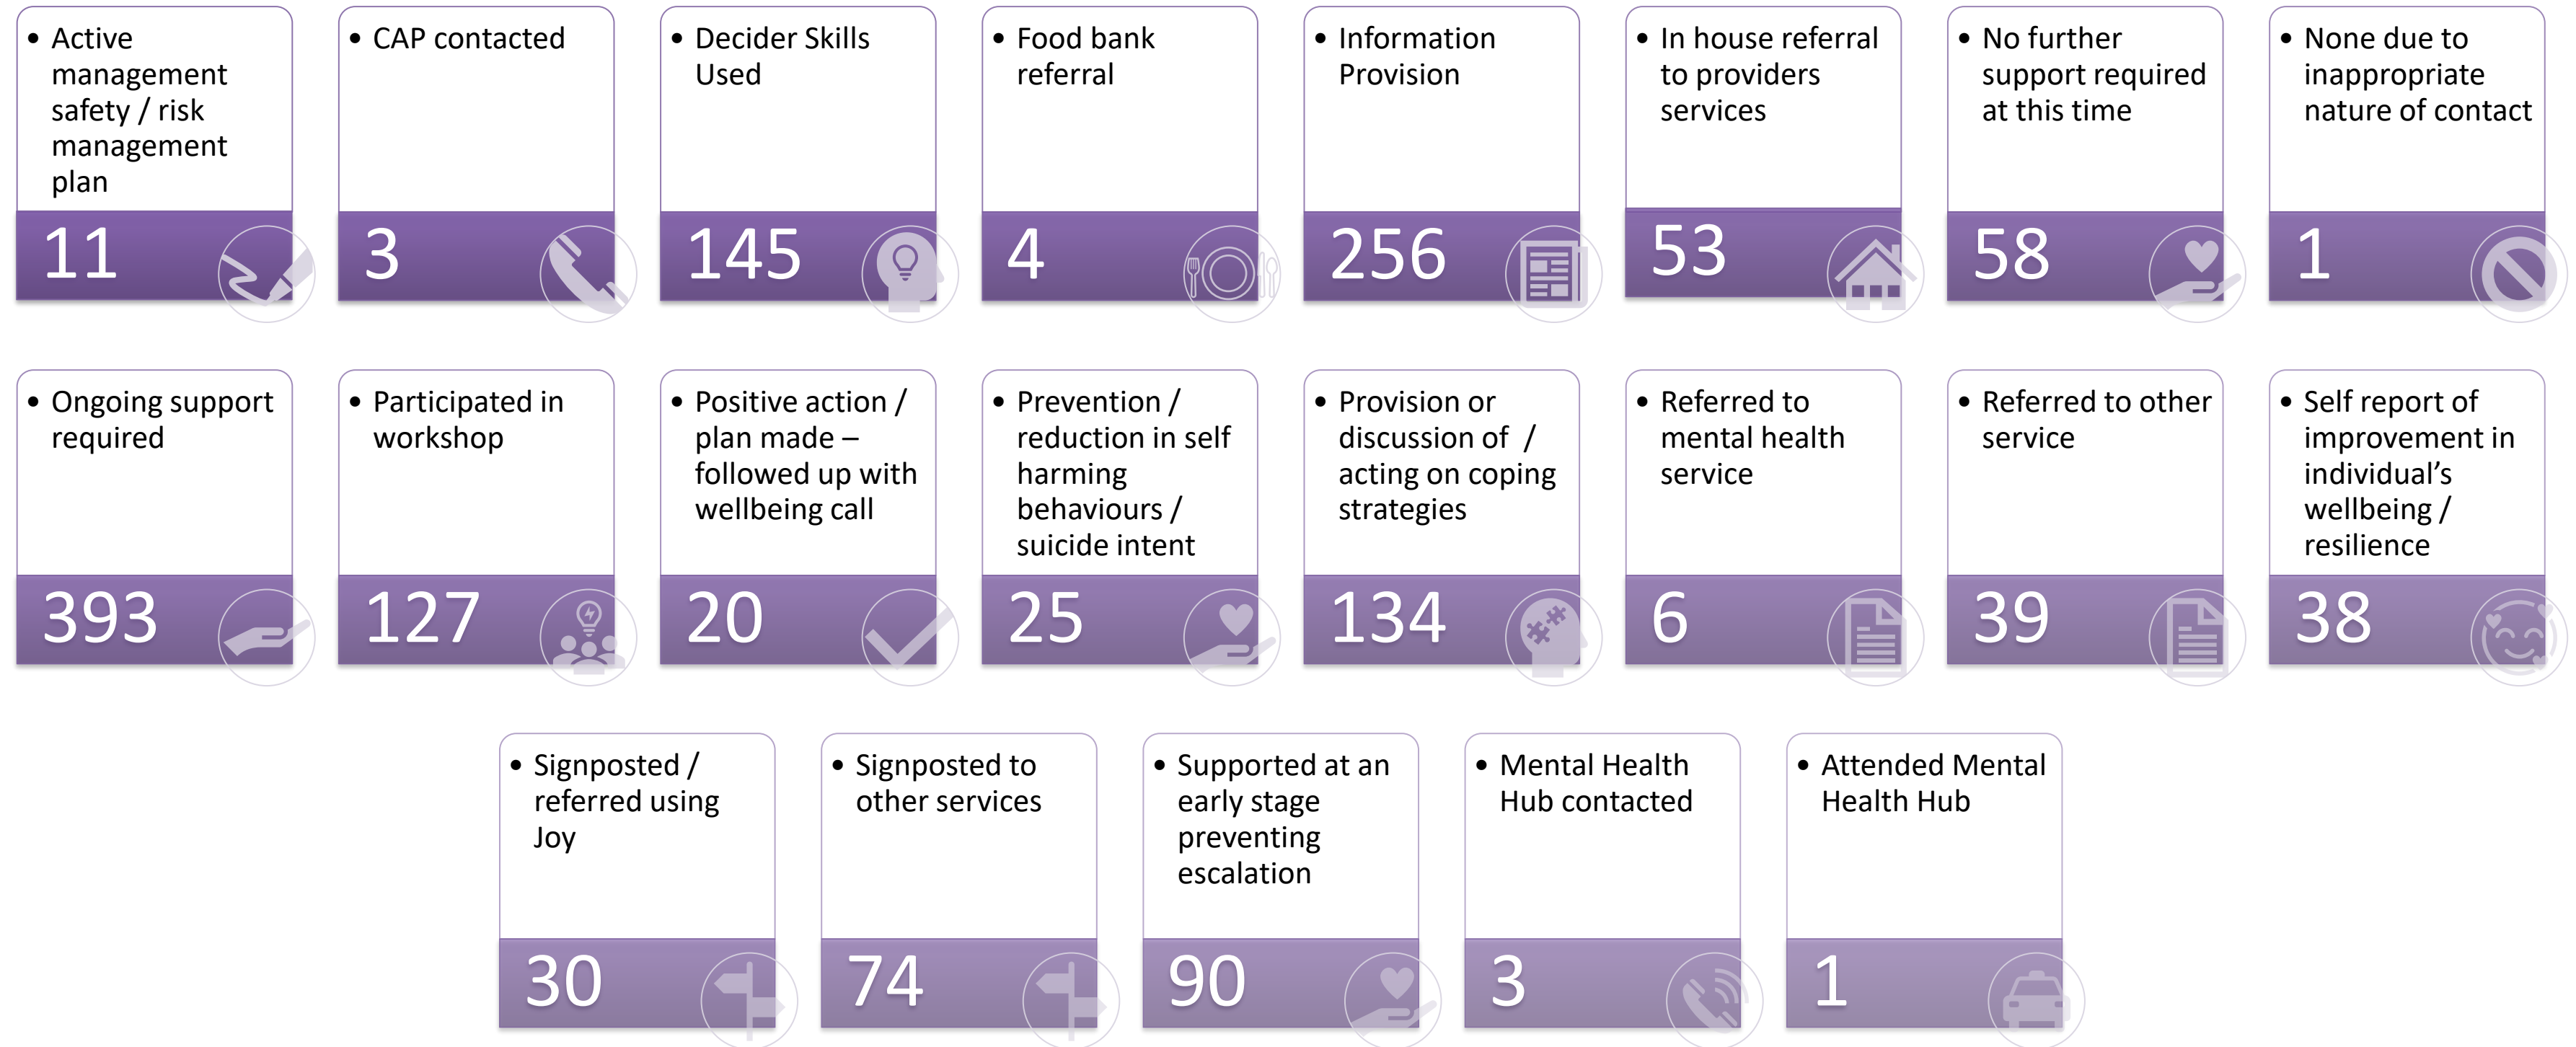 • Active
management
safety / risk
management
plan
11
• CAP contacted
3
• Decider Skills
Used
145
• Food bank
referral
4
• Information
Provision
256
• In house referral
to providers
services
53
• No further
support required
at this time
58
• None due to
inappropriate
nature of contact
1
• Ongoing support
required
393
• Participated in
workshop
127
• Positive action /
plan made –
followed up with
wellbeing call
20
• Prevention /
reduction in self
harming
behaviours /
suicide intent
25
• Provision or
discussion of  /
acting on coping
strategies
134
• Referred to
mental health
service
6
• Referred to other
service
39
• Self report of
improvement in
individual’s
wellbeing /
resilience
38
• Signposted /
referred using
Joy
30
• Signposted to
other services
74
• Supported at an
early stage
preventing
escalation
90
• Mental Health
Hub contacted
3
• Attended Mental
Health Hub
1